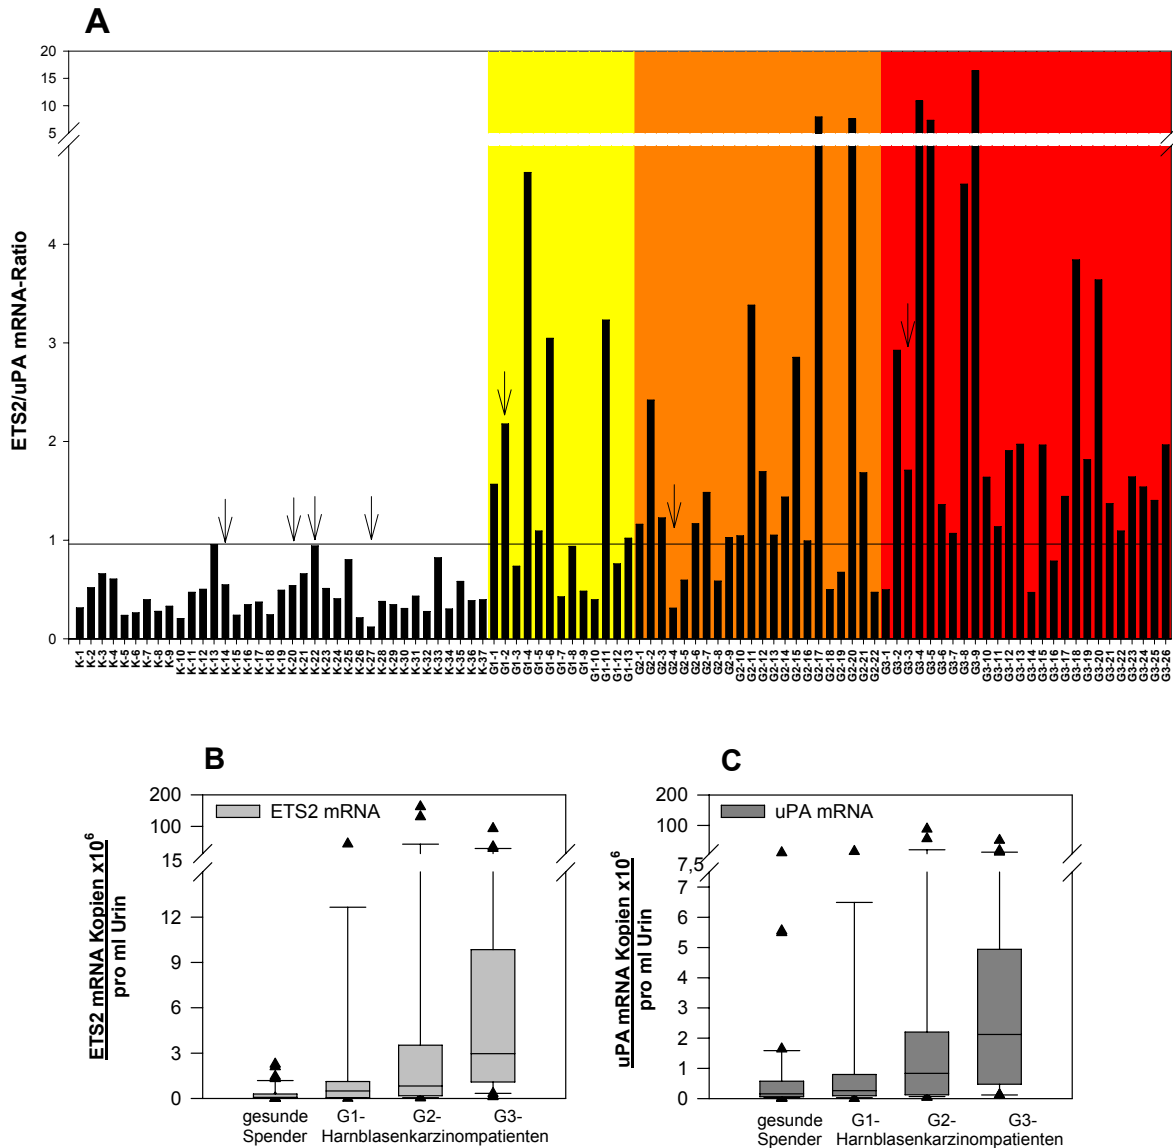 A
20
15
10
5
4
3
2
1
0
ETS2/uPA mRNA-Ratio
K-1
K-2
K-3
K-4
K-5
K-6
K-7
K-8
K-9
K-10
K-11
K-12
K-13
K-14
K-15
K-16
K-17
K-18
K-19
K-20
K-21
K-22
K-23
K-24
K-25
K-26
K-27
K-28
K-29
K-30
K-31
K-32
K-33
K-34
K-35
K-36
K-37
G1-1
G1-2
G1-3
G1-4
G1-5
G1-6
G1-7
G1-8
G1-9
G1-10
G1-11
G1-12
G1-13
G2-1
G2-2
G2-3
G2-4
G2-5
G2-6
G2-7
G2-8
G2-9
G2-10
G2-11
G2-12
G2-13
G2-14
G2-15
G2-16
G2-17
G2-18
G2-19
G2-20
G2-21
G2-22
G3-1
G3-2
G3-3
G3-4
G3-5
G3-6
G3-7
G3-8
G3-9
G3-10
G3-11
G3-12
G3-13
G3-14
G3-15
G3-16
G3-17
G3-18
G3-19
G3-20
G3-21
G3-22
G3-23
G3-24
G3-25
G3-26
B
ETS2 mRNA
200
100
15
12
9
6
3
0
ETS2 mRNA Kopien x10⁶
pro ml Urin
gesunde G1- G2- G3-
Spender Harnblasenkarzinompatienten
C
uPA mRNA
200
100
7,5
7
6
5
4
3
2
1
0
uPA mRNA Kopien x10⁶
pro ml Urin
gesunde G1- G2- G3-
Spender Harnblasenkarzinompatienten